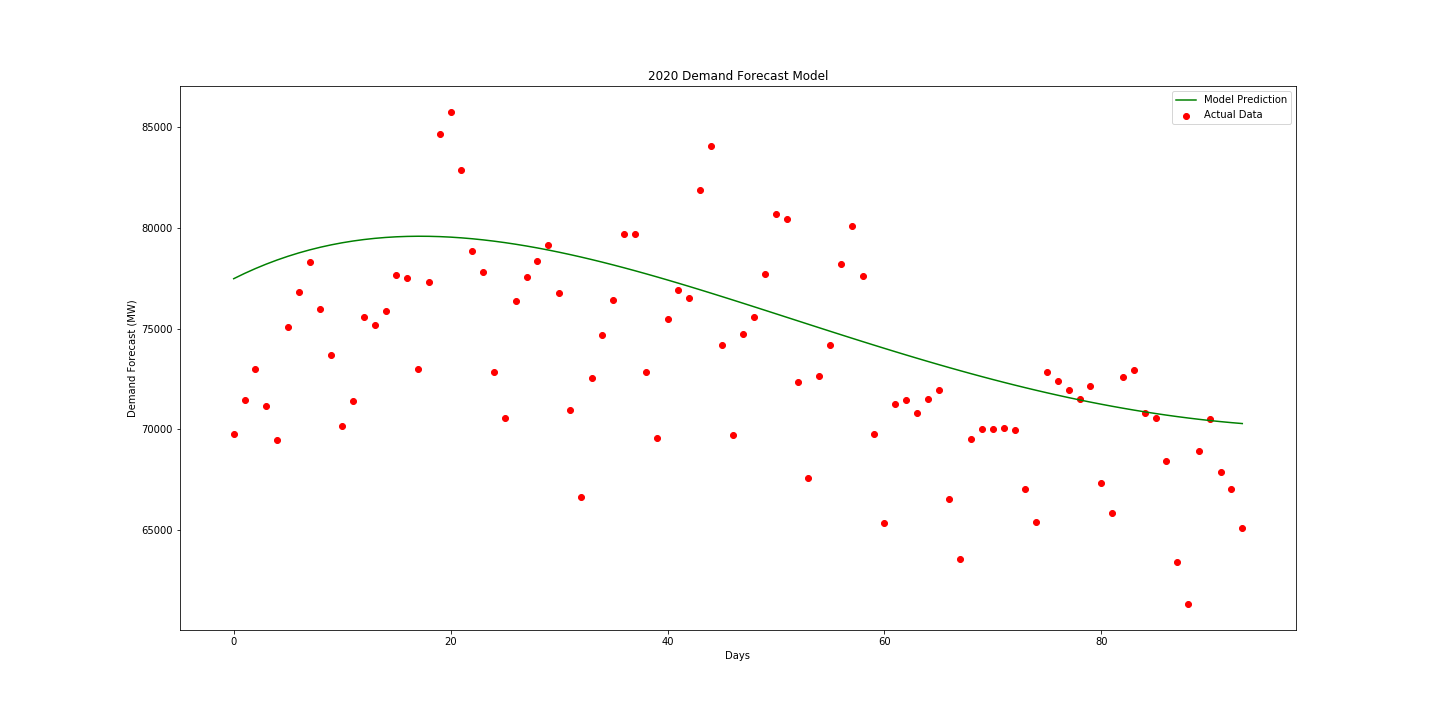 2020 Demand Forecast Model
Model Prediction
Actual Data
85000
80000
75000
70000
65000
Demand Forecast (MW)
0 20 40 60 80
Days